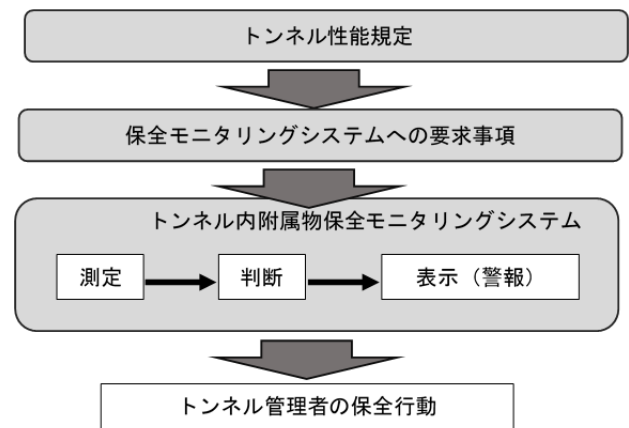 トンネル性能規定
保全モニタリングシステムへの要求事項
トンネル内附属物保全モニタリングシステム
測定
判断
表示（警報）
トンネル管理者の保全行動